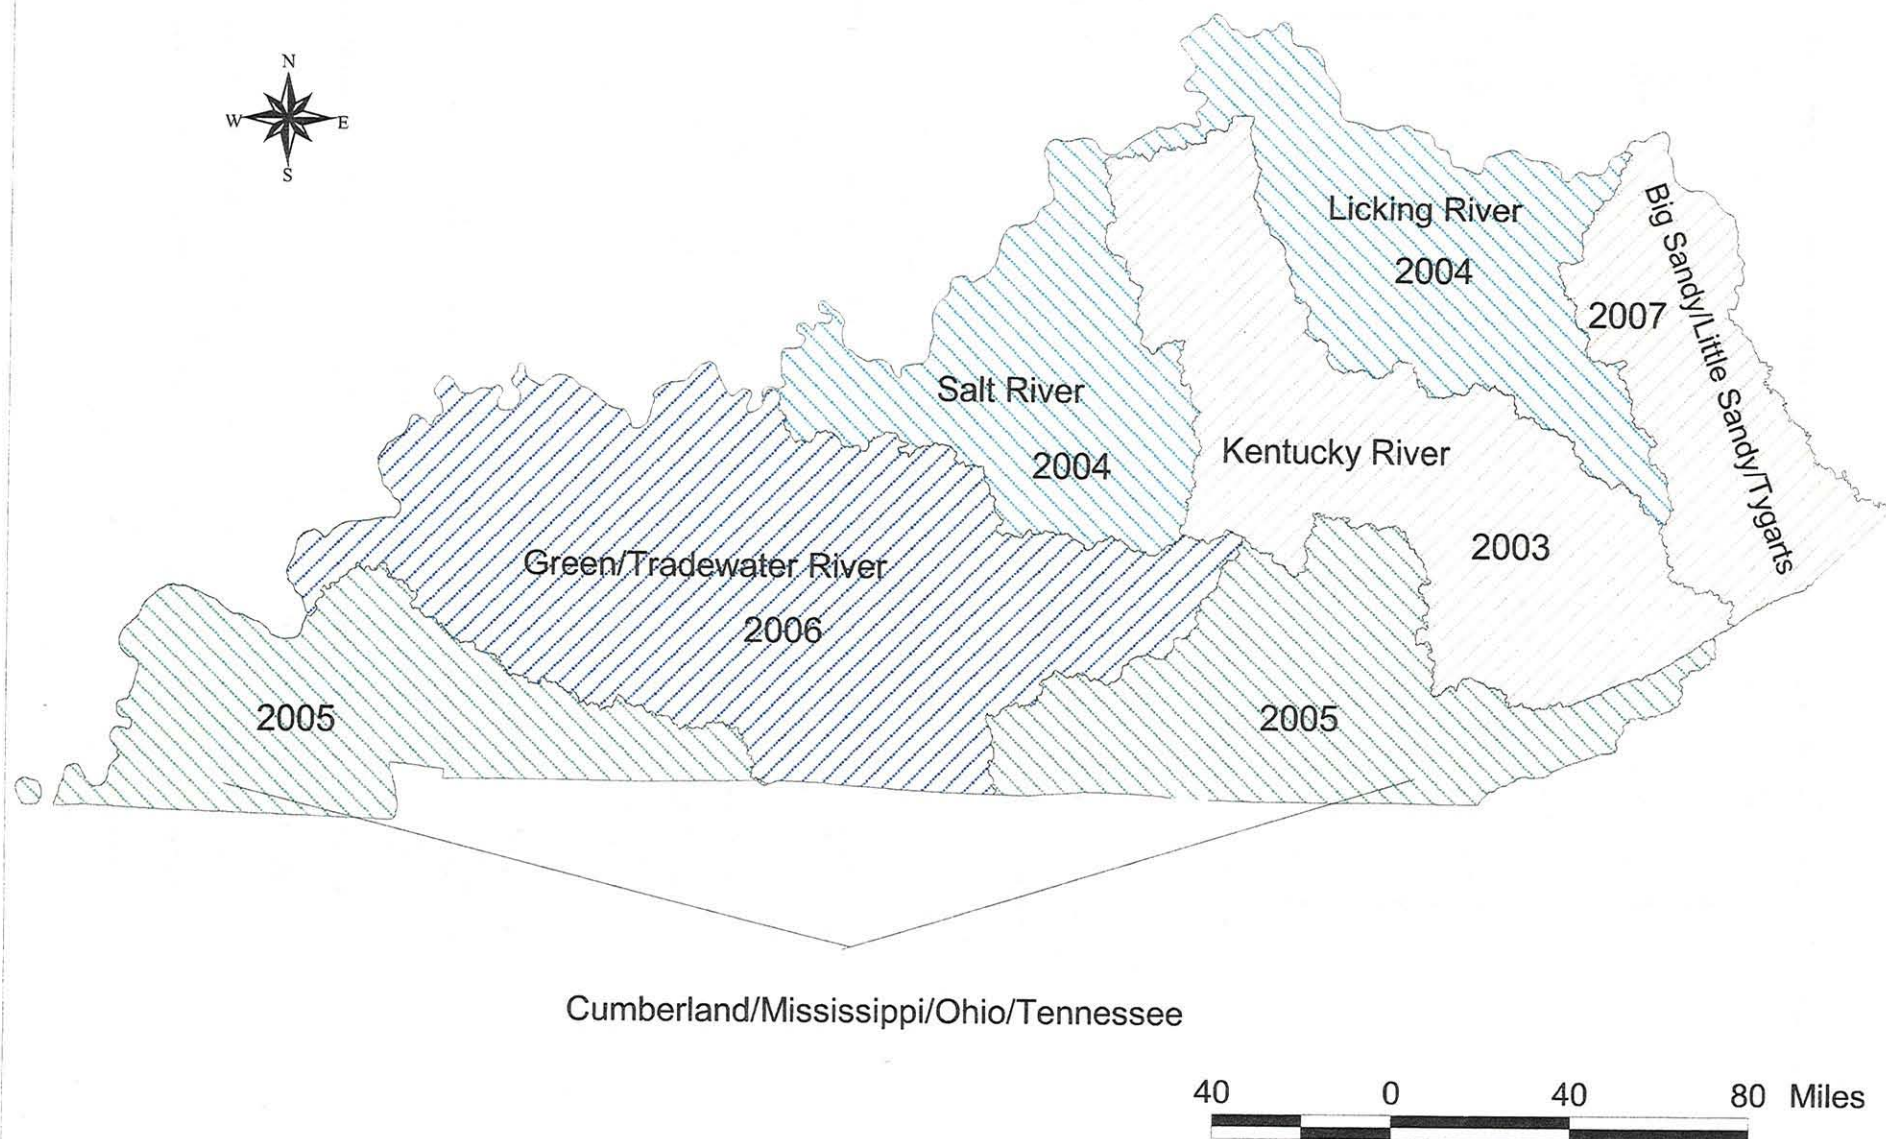 N
W E
S
Licking River
2004
Big Sandy/Little Sandy/Tygarts
2007
Salt River
2004
Kentucky River
2003
Green/Tradewater River
2006
2005
2005
Cumberland/Mississippi/Ohio/Tennessee
40 0 40 80 Miles